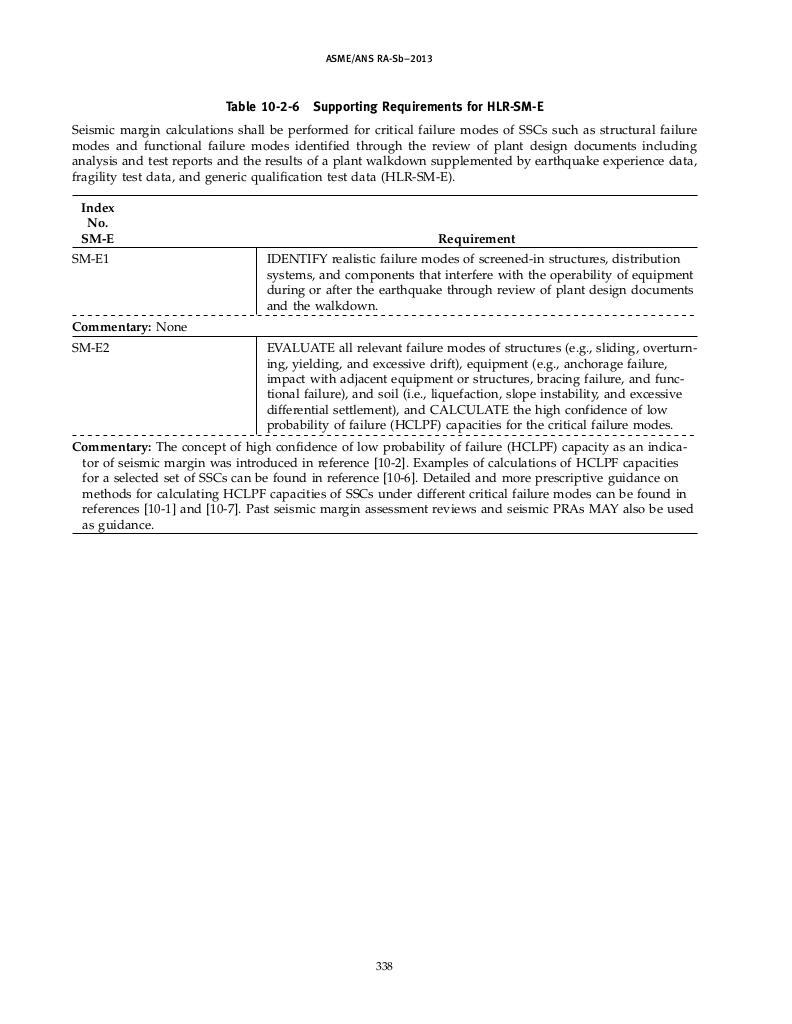 ASME/ANS RA-Sb–2013
Table 10-2-6 Supporting Requirements for HLR-SM-E
Seismic margin calculations shall be performed for critical failure modes of SSCs such as structural failure
modes and functional failure modes identified through the review of plant design documents including
analysis and test reports and the results of a plant walkdown supplemented by earthquake experience data,
fragility test data, and generic qualification test data (HLR-SM-E).
Index
No.
SM-E Requirement
SM-E1 IDENTIFY realistic failure modes of screened-in structures, distribution
systems, and components that interfere with the operability of equipment
during or after the earthquake through review of plant design documents
and the walkdown.
Commentary: None
SM-E2 EVALUATE all relevant failure modes of structures (e.g., sliding, overturn-
ing, yielding, and excessive drift), equipment (e.g., anchorage failure,
impact with adjacent equipment or structures, bracing failure, and func-
tional failure), and soil (i.e., liquefaction, slope instability, and excessive
differential settlement), and CALCULATE the high confidence of low
probability of failure (HCLPF) capacities for the critical failure modes.
Commentary: The concept of high confidence of low probability of failure (HCLPF) capacity as an indica-
tor of seismic margin was introduced in reference [10-2]. Examples of calculations of HCLPF capacities
for a selected set of SSCs can be found in reference [10-6]. Detailed and more prescriptive guidance on
methods for calculating HCLPF capacities of SSCs under different critical failure modes can be found in
references [10-1] and [10-7]. Past seismic margin assessment reviews and seismic PRAs MAY also be used
as guidance.
338